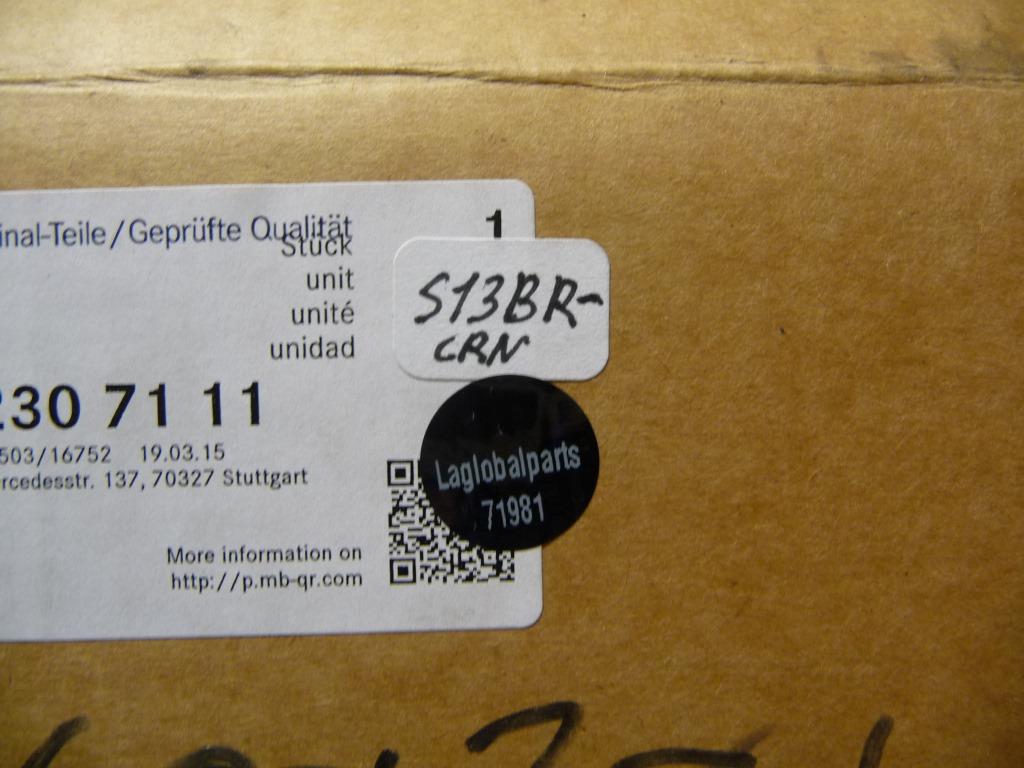 inal-Teile/Geprüfte Qualität
1
Stück
unit
unité
unidad
S13BR-
CRN
230 71 11
503/16752 19.03.15
rcedesstr. 137, 70327 Stuttgart
Laglobalparts
71981
More information on
http://p.mb-qr.com